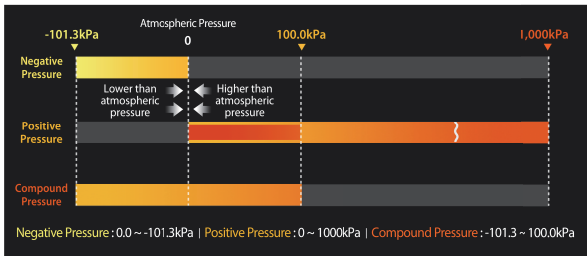 Atmospheric Pressure
-101.3kPa 0 100.0kPa 1,000kPa
Negative
Pressure
Lower than
atmospheric
pressure
Higher than
atmospheric
pressure
Positive
Pressure
Compound
Pressure
Negative Pressure : 0.0 ~ -101.3kPa | Positive Pressure : 0 ~ 1000kPa | Compound Pressure : -101.3 ~ 100.0kPa